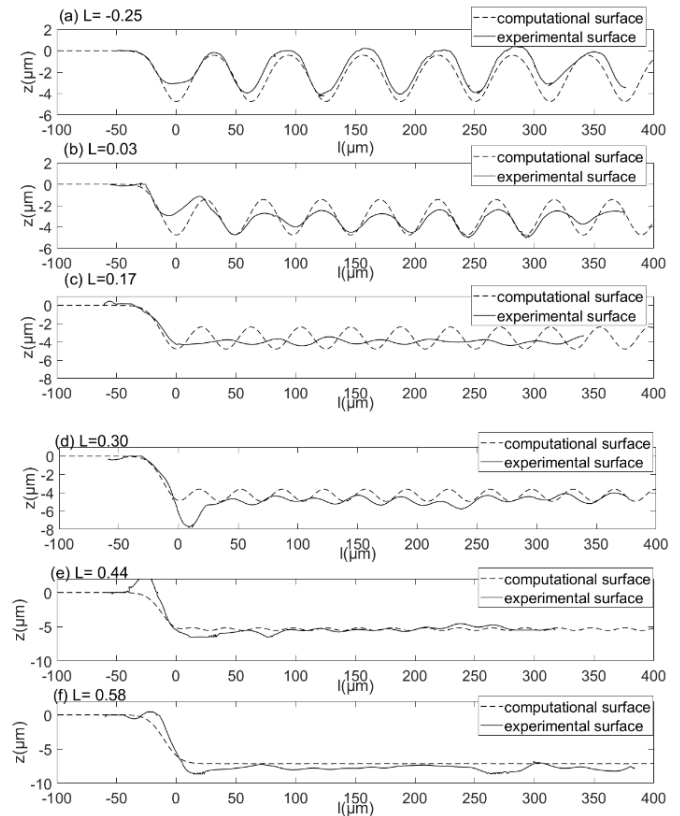 (a) L= -0.25
computational surface
experimental surface
z(µm)
2
0
-2
-4
-6
-100 -50 0 50 100 150 200 250 300 350 400
l(µm)
(b) L=0.03
computational surface
experimental surface
z(µm)
2
0
-2
-4
-6
-100 -50 0 50 100 150 200 250 300 350 400
l(µm)
(c) L=0.17
computational surface
experimental surface
z(µm)
0
-2
-4
-6
-8
-100 -50 0 50 100 150 200 250 300 350 400
l(µm)
(d) L=0.30
computational surface
experimental surface
z(µm)
0
-2
-4
-6
-8
-100 -50 0 50 100 150 200 250 300 350 400
l(µm)
(e) L= 0.44
computational surface
experimental surface
z(µm)
0
-5
-10
-100 -50 0 50 100 150 200 250 300 350 400
l(µm)
(f) L= 0.58
computational surface
experimental surface
z(µm)
0
-5
-10
-100 -50 0 50 100 150 200 250 300 350 400
l(µm)